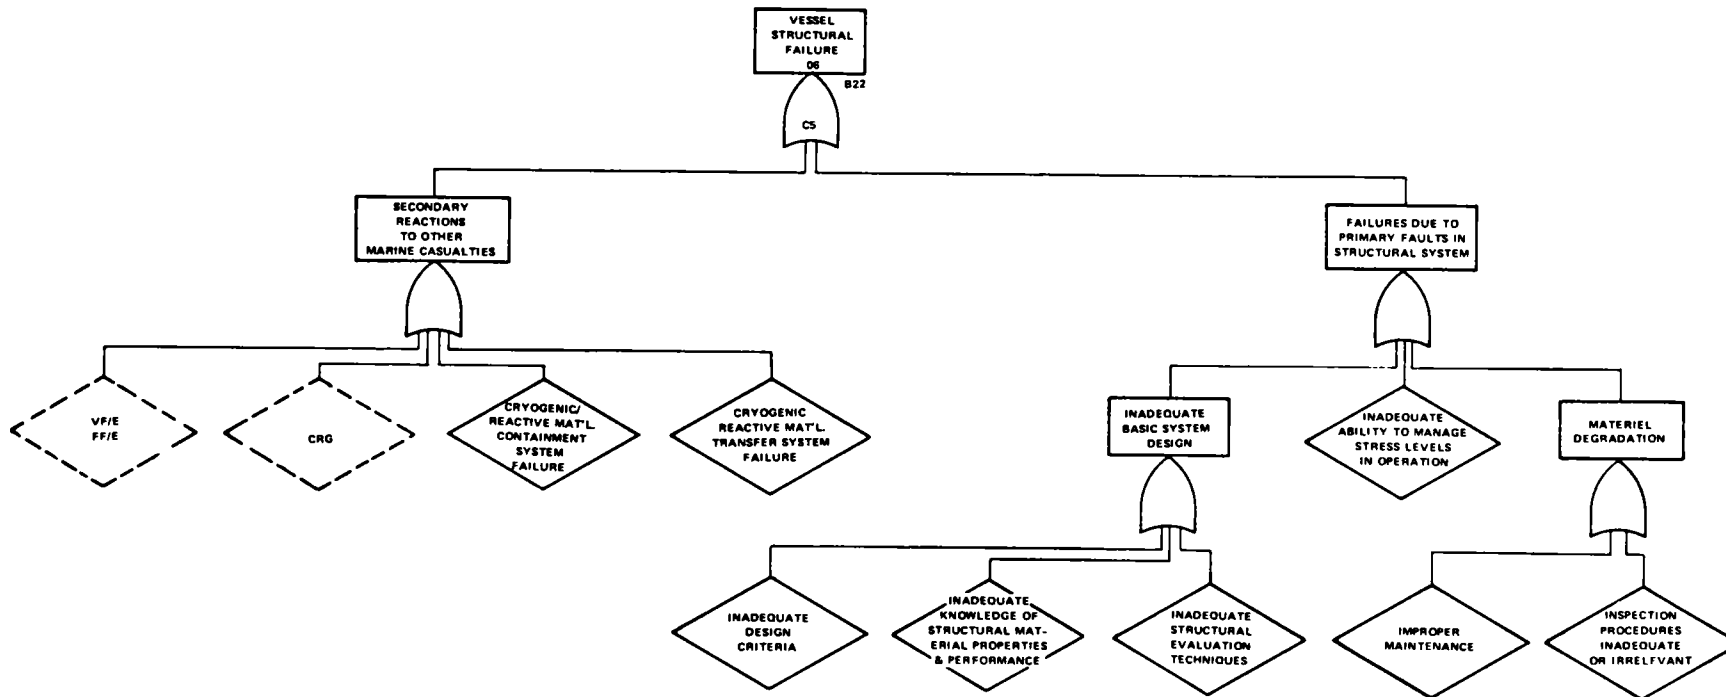 VESSEL
STRUCTURAL
FAILURE
06
B22
C5
SECONDARY
REACTIONS
TO OTHER
MARINE CASUALTIES
FAILURES DUE TO
PRIMARY FAULTS IN
STRUCTURAL SYSTEM
VF/E
FF/E
CRG
CRYOGENIC/
REACTIVE MAT'L.
CONTAINMENT
SYSTEM
FAILURE
CRYOGENIC
REACTIVE MAT'L.
TRANSFER SYSTEM
FAILURE
INADEQUATE
BASIC SYSTEM
DESIGN
INADEQUATE
ABILITY TO MANAGE
STRESS LEVELS
IN OPERATION
MATERIEL
DEGRADATION
INADEQUATE
DESIGN
CRITERIA
INADEQUATE
KNOWLEDGE OF
STRUCTURAL MAT-
ERIAL PROPERTIES
& PERFORMANCE
INADEQUATE
STRUCTURAL
EVALUATION
TECHNIQUES
IMPROPER
MAINTENANCE
INSPECTION
PROCEDURES
INADEQUATE
OR IRRELEVANT